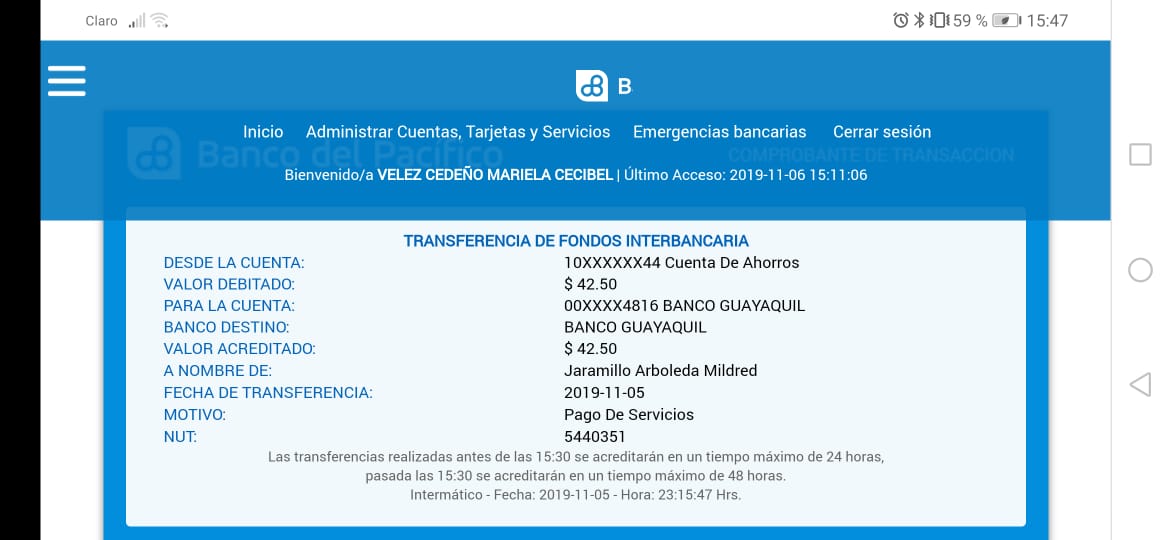 Claro 59 % 15:47
B
Inicio Administrar Cuentas, Tarjetas y Servicios Emergencias bancarias Cerrar sesión
Banco del Pacífico COMPROBANTE DE TRANSACCION
Bienvenido/a VELEZ CEDEÑO MARIELA CECIBEL | Último Acceso: 2019-11-06 15:11:06
TRANSFERENCIA DE FONDOS INTERBANCARIA
DESDE LA CUENTA: 10XXXXXX44 Cuenta De Ahorros
VALOR DEBITADO: $ 42.50
PARA LA CUENTA: 00XXXX4816 BANCO GUAYAQUIL
BANCO DESTINO: BANCO GUAYAQUIL
VALOR ACREDITADO: $ 42.50
A NOMBRE DE: Jaramillo Arboleda Mildred
FECHA DE TRANSFERENCIA: 2019-11-05
MOTIVO: Pago De Servicios
NUT: 5440351
Las transferencias realizadas antes de las 15:30 se acreditarán en un tiempo máximo de 24 horas,
pasada las 15:30 se acreditarán en un tiempo máximo de 48 horas.
Intermático - Fecha: 2019-11-05 - Hora: 23:15:47 Hrs.